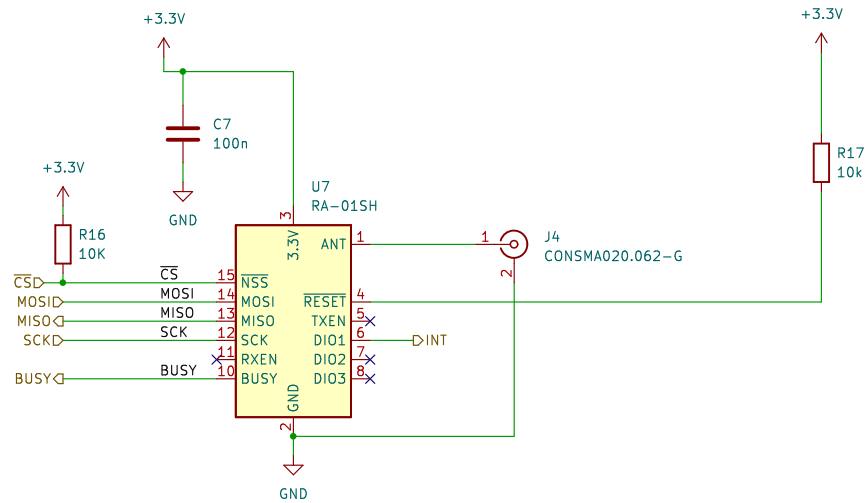 +3.3V
+3.3V
C7
100n
R17
10k
+3.3V
GND
U7
RA-01SH
R16
10K
3
3.3V
ANT
1
1
J4
CONSMA020.062-G
2
CS
CS
15
NSS
MOSI
MOSI
14
MOSI
RESET
4
MISO
MISO
13
MISO
TXEN
5
SCK
SCK
12
SCK
DIO1
6
INT
11
RXEN
DIO2
7
BUSY
BUSY
10
BUSY
DIO3
8
GND
2
GND